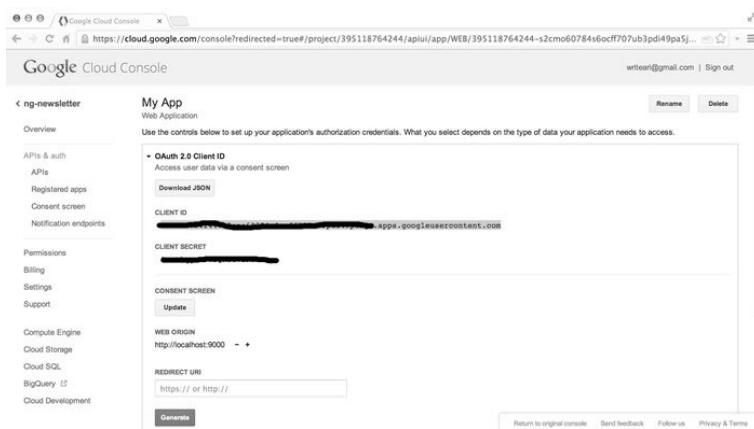 Google Cloud Console
https://cloud.google.com/console?redirected=true#/project/395118764244/apiui/app/WEB/395118764244-s2cmo60784s6ocff707ub3pdi49pa5j...
Google Cloud Console
writeari@gmail.com | Sign out
< ng-newsletter
My App
Rename
Delete
Web Application
Overview
Use the controls below to set up your application's authorization credentials. What you select depends on the type of data your application needs to access.
APIs & auth
APIs
Registered apps
Consent screen
Notification endpoints
Permissions
Billing
Settings
Support
Compute Engine
Cloud Storage
Cloud SQL
BigQuery
Cloud Development
OAuth 2.0 Client ID
Access user data via a consent screen
Download JSON
CLIENT ID
.apps.googleusercontent.com
CLIENT SECRET
CONSENT SCREEN
Update
WEB ORIGIN
http://localhost:9000 - +
REDIRECT URI
https:// or http://
Generate
Return to original console
Send feedback
Follow us
Privacy & Terms